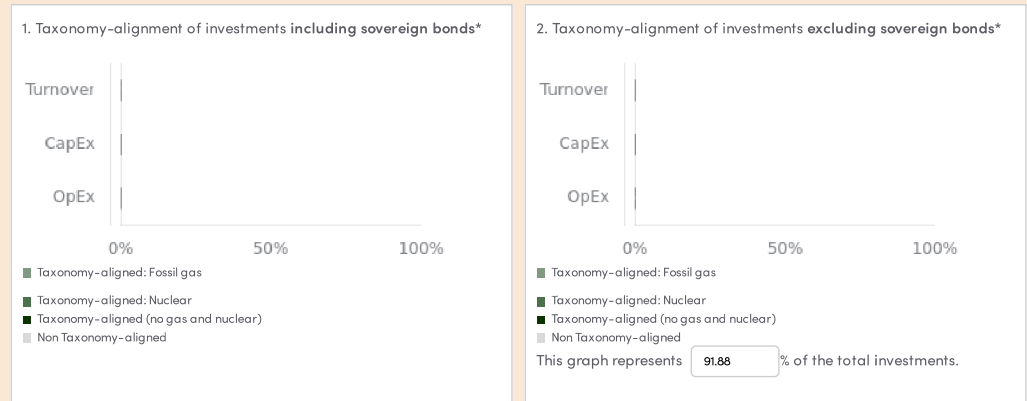 1. Taxonomy-alignment of investments including sovereign bonds*
Turnover
CapEx
OpEx
0% 50% 100%
Taxonomy-aligned: Fossil gas
Taxonomy-aligned: Nuclear
Taxonomy-aligned (no gas and nuclear)
Non Taxonomy-aligned
2. Taxonomy-alignment of investments excluding sovereign bonds*
Turnover
CapEx
OpEx
0% 50% 100%
Taxonomy-aligned: Fossil gas
Taxonomy-aligned: Nuclear
Taxonomy-aligned (no gas and nuclear)
Non Taxonomy-aligned
This graph represents 91.88 % of the total investments.